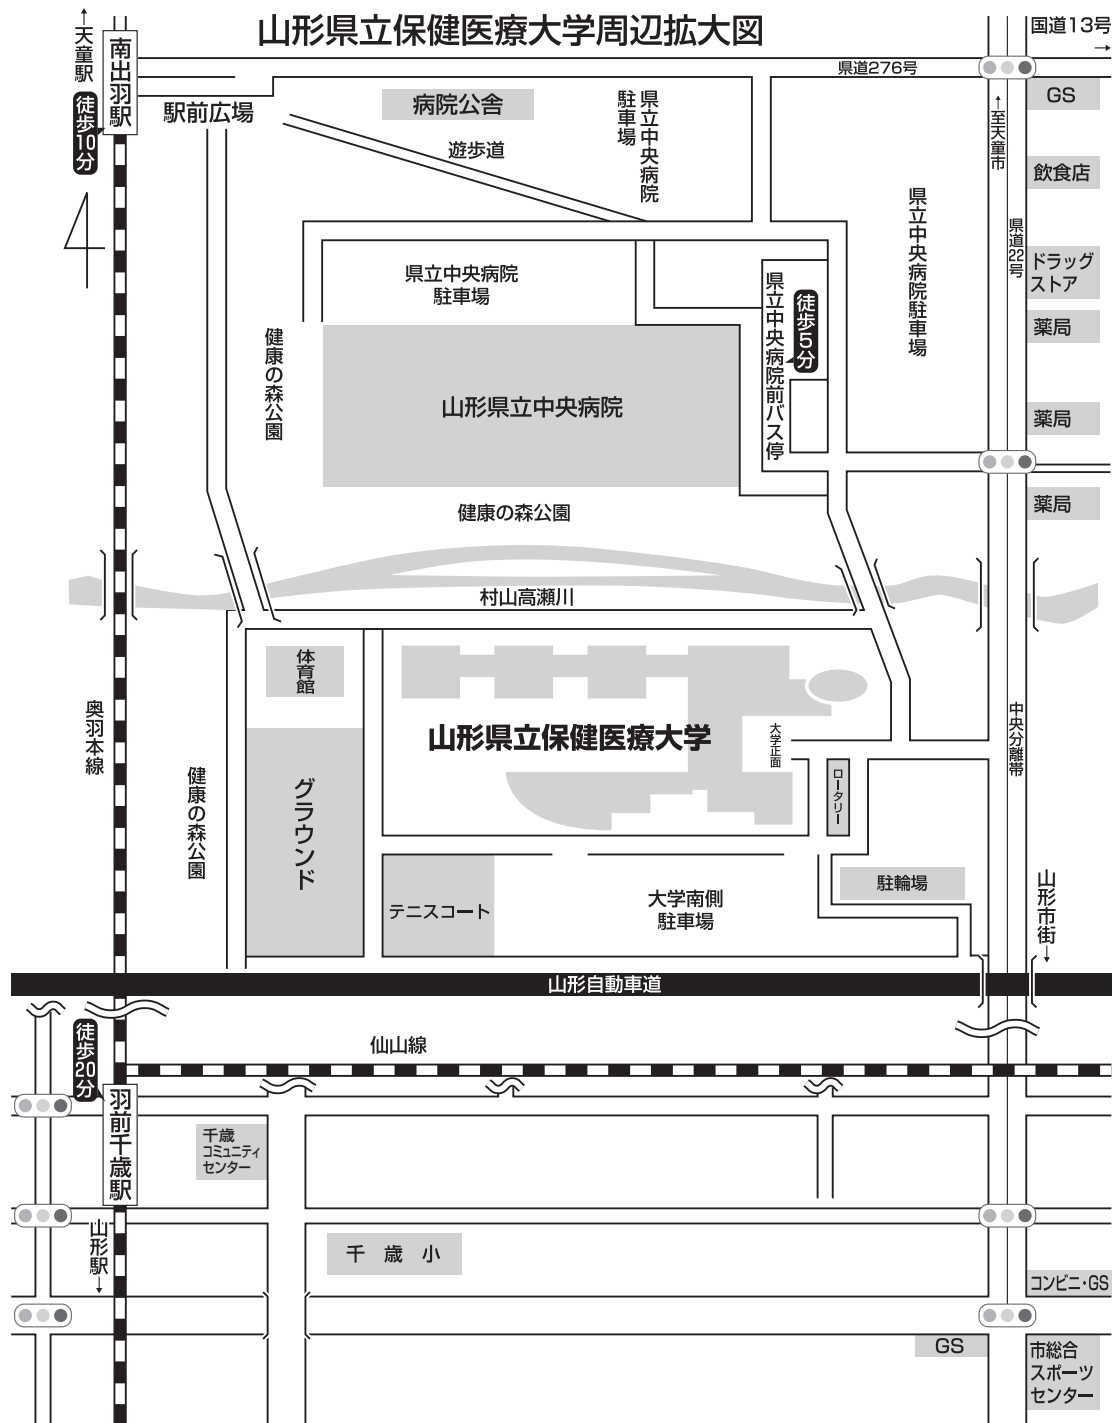 山形県立保健医療大学周辺拡大図
国道13号
→
↑天童駅
南出羽駅
徒歩10分
県道276号
駅前広場
病院公舎
遊歩道
県立中央病院
駐車場
↑至天童市
GS
飲食店
県道22号
ドラッグ
ストア
薬局
薬局
薬局
県立中央病院駐車場
県立中央病院
駐車場
県立中央病院前バス停
徒歩5分
健康の森公園
山形県立中央病院
健康の森公園
村山高瀬川
体育館
山形県立保健医療大学
大学正面
ロータリー
中央分離帯
奥羽本線
健康の森公園
グラウンド
テニスコート
大学南側
駐車場
駐輪場
山形市街→
山形自動車道
徒歩20分
仙山線
羽前千歳駅
千歳
コミュニティ
センター
山形駅→
千歳小
コンビニ・GS
GS
市総合
スポーツ
センター